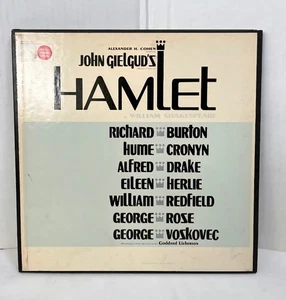 ALEXANDER H. COHEN
JOHN GIELGUD'S
HAMLET
WILLIAM SHAKESPEARE
RICHARD BURTON
HUME CRONYN
ALFRED DRAKE
EILEEN HERLIE
WILLIAM REDFIELD
GEORGE ROSE
GEORGE VOSKOVEC
Goddard Lieberson